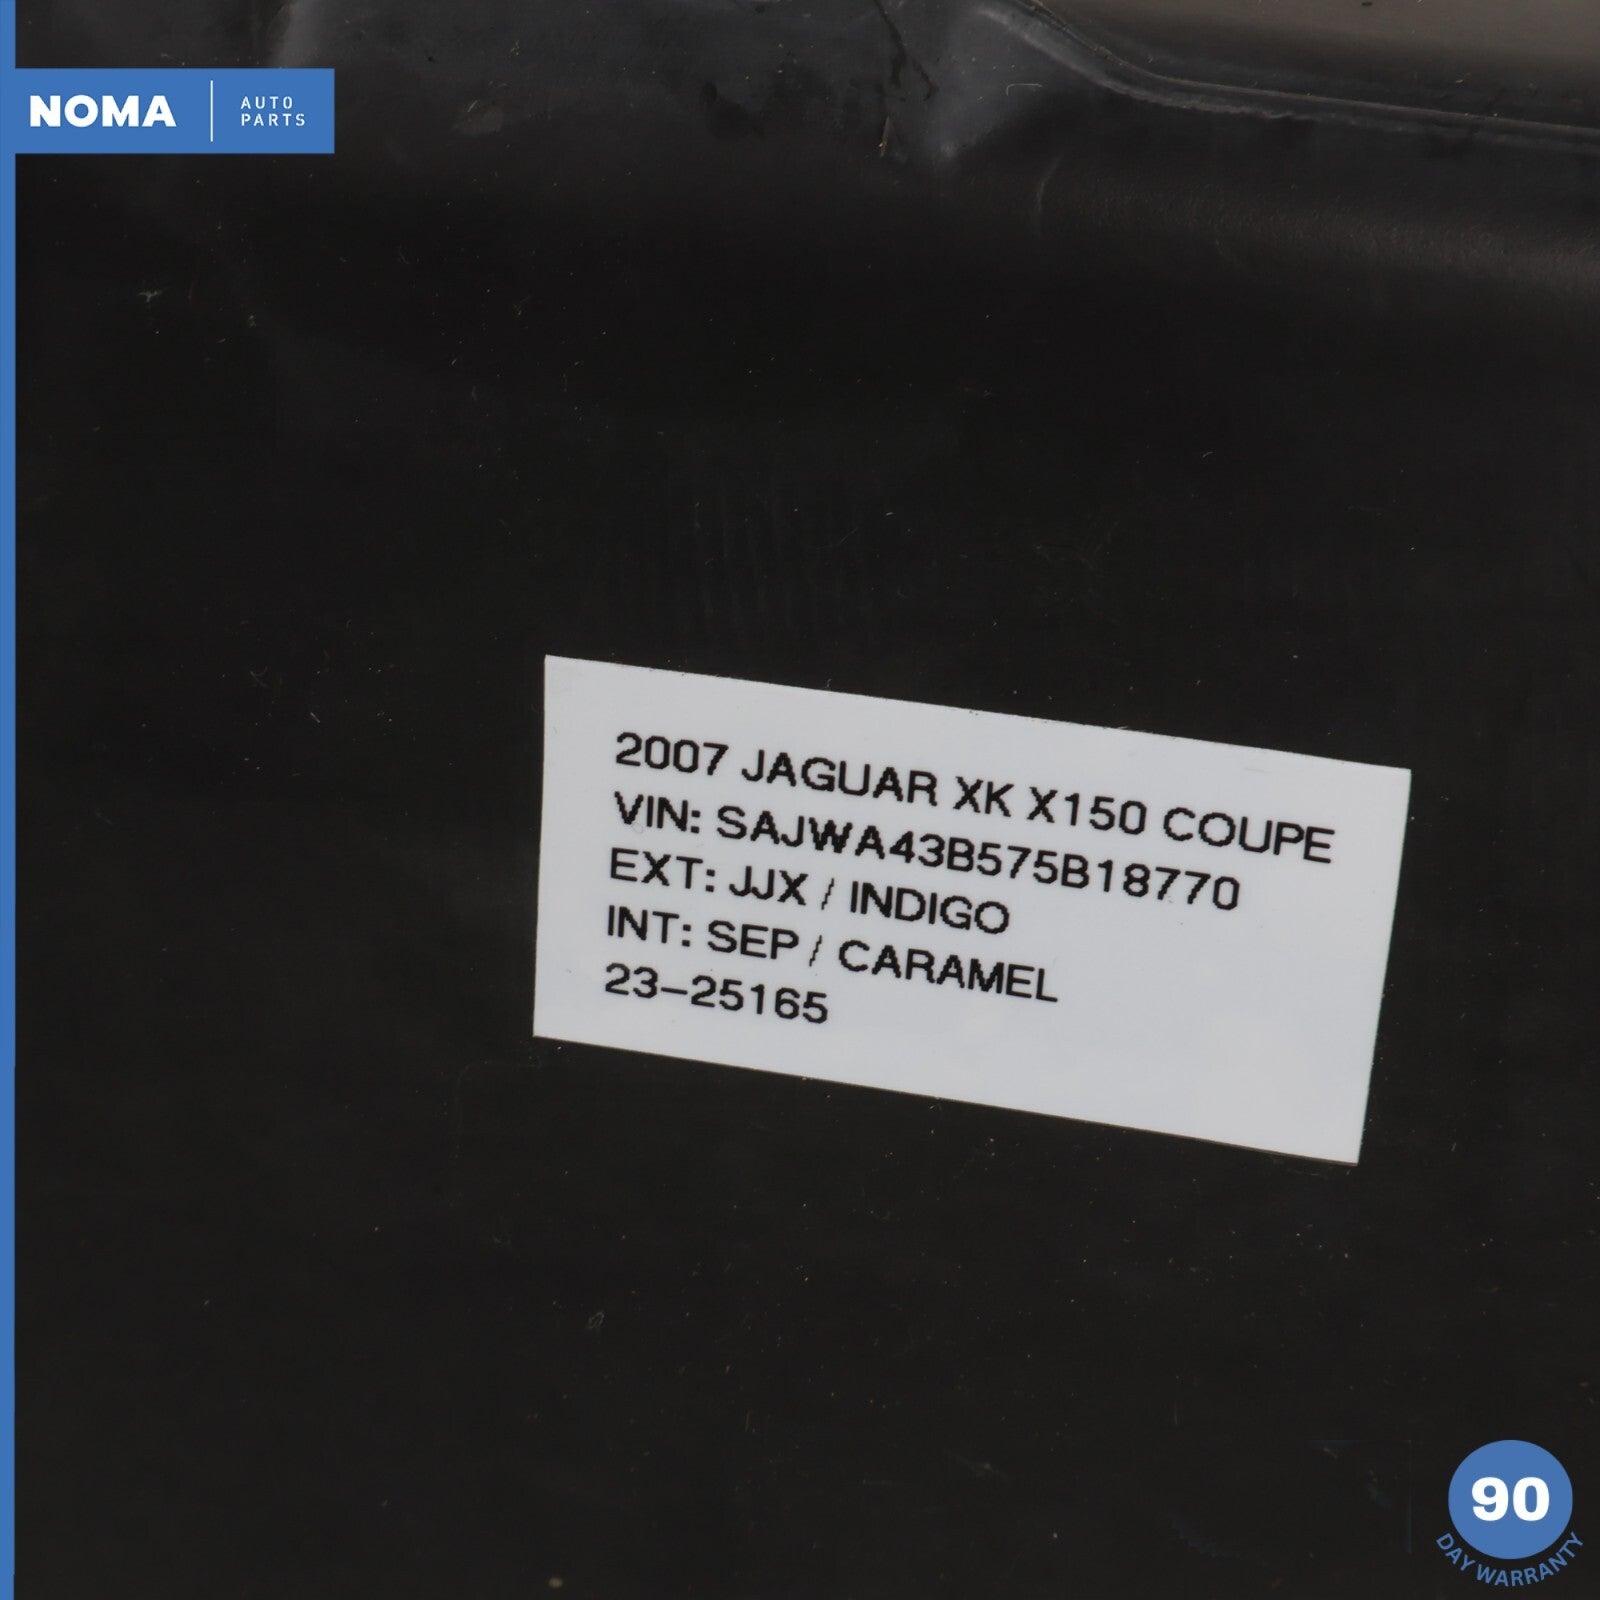 NOMA
AUTO
PARTS
2007 JAGUAR XK X150 COUPE
VIN: SAJWA43B575B18770
EXT: JJX / INDIGO
INT: SEP / CARAMEL
23-25165
90
DAY WARRANTY